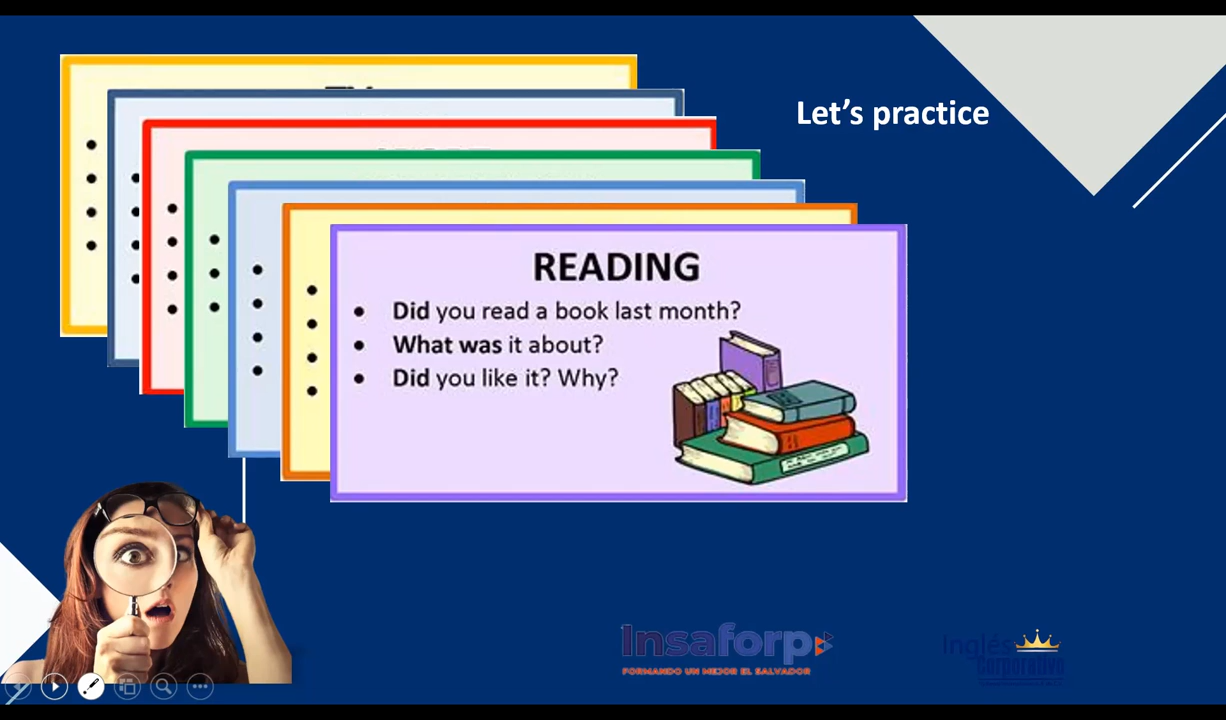 Let's practice
READING
• Did you read a book last month?
• What was it about?
• Did you like it? Why?
Insaforp
FORMANDO UN MEJOR EL SALVADOR
Inglés
Corporativo